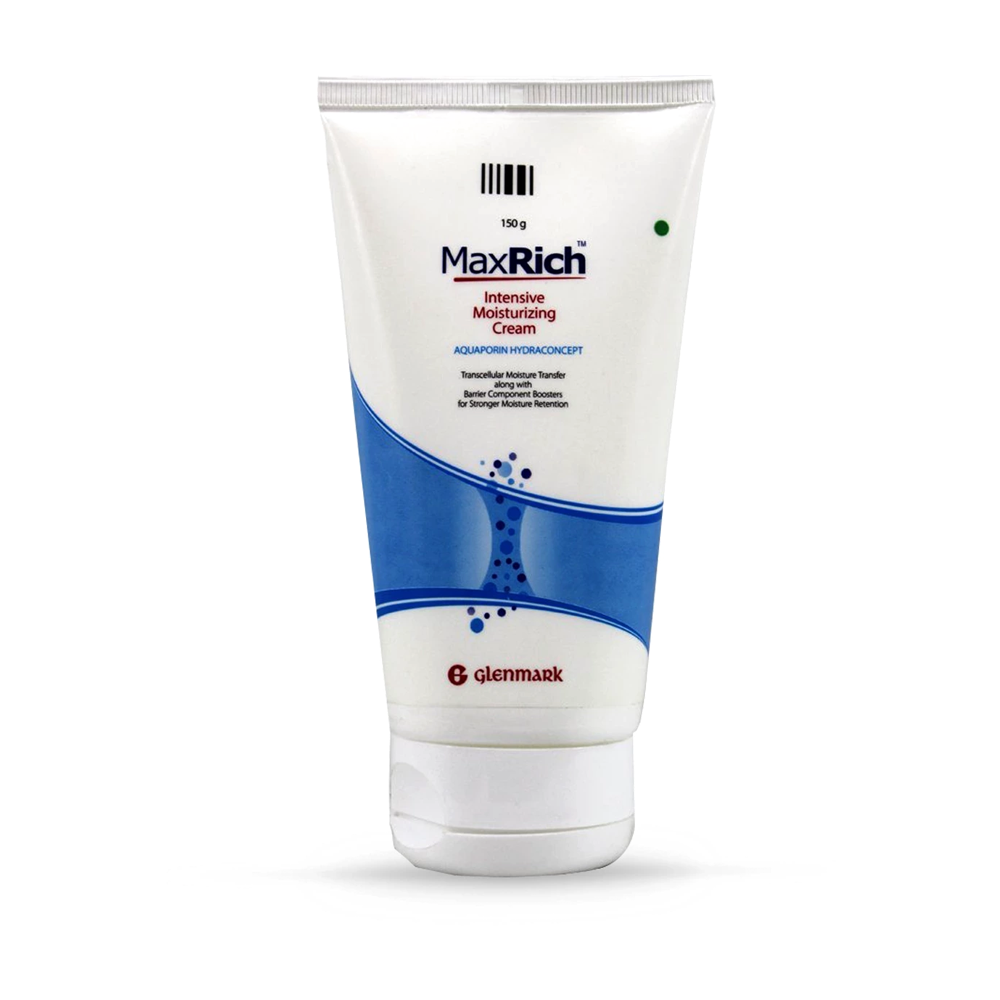 150 g
MaxRich™
Intensive
Moisturizing
Cream
AQUAPORIN HYDRACONCEPT
Transcellular Moisture Transfer
along with
Barrier Component Boosters
for Stronger Moisture Retention
G glenmark